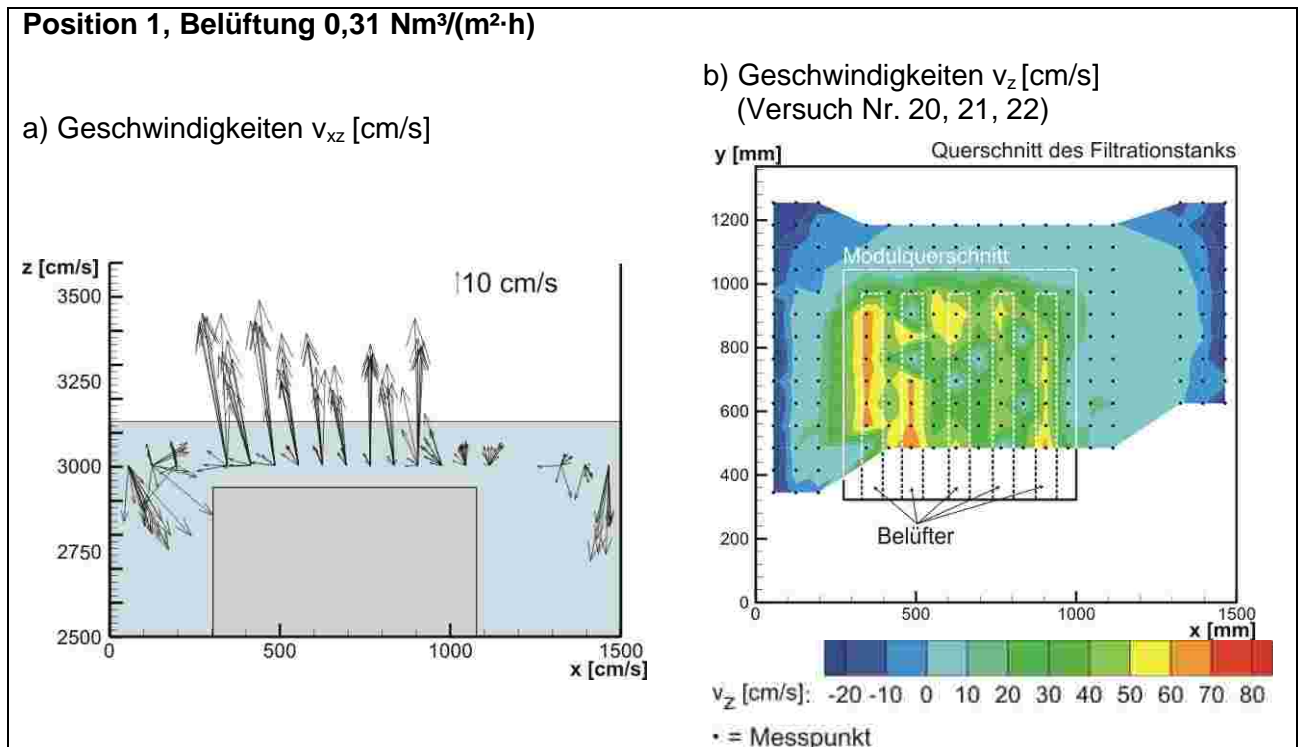 Position 1, Belüftung 0,31 Nm³/(m²·h)
a) Geschwindigkeiten vxz [cm/s]
z [cm/s]
10 cm/s
3500
3250
3000
2750
2500
0
500
1000
1500
x [cm/s]
b) Geschwindigkeiten vz [cm/s]
(Versuch Nr. 20, 21, 22)
y [mm]
Querschnitt des Filtrationstanks
1200
1000
800
600
400
200
0
Modulquerschnitt
Belüfter
0
500
1000
1500
x [mm]
vz [cm/s]: -20 -10 0 10 20 30 40 50 60 70 80
• = Messpunkt